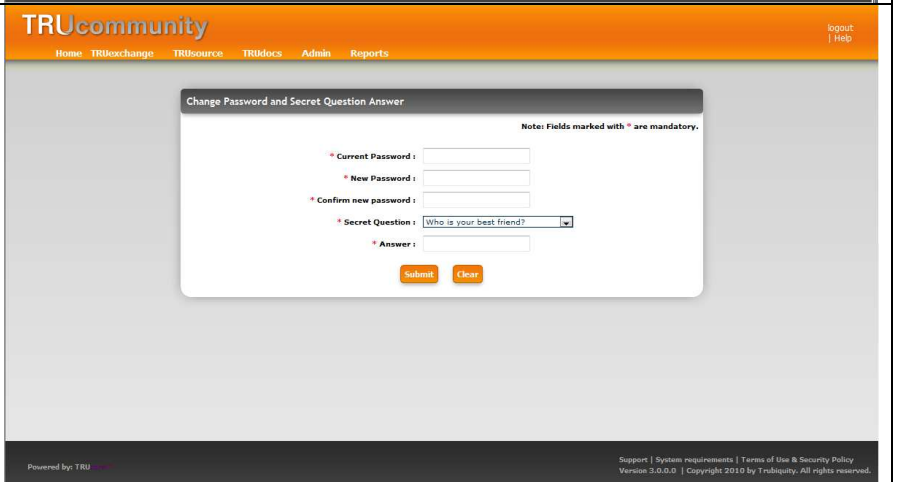 TRUcommunity
logout
| Help
Home TRUexchange TRUsource TRUdocs Admin Reports
Change Password and Secret Question Answer
Note: Fields marked with * are mandatory.
* Current Password :
* New Password :
* Confirm new password :
* Secret Question : Who is your best friend?
* Answer :
Submit Clear
Powered by: TRU
Support | System requirements | Terms of Use & Security Policy
Version 3.0.0.0 | Copyright 2010 by Trubiquity. All rights reserved.